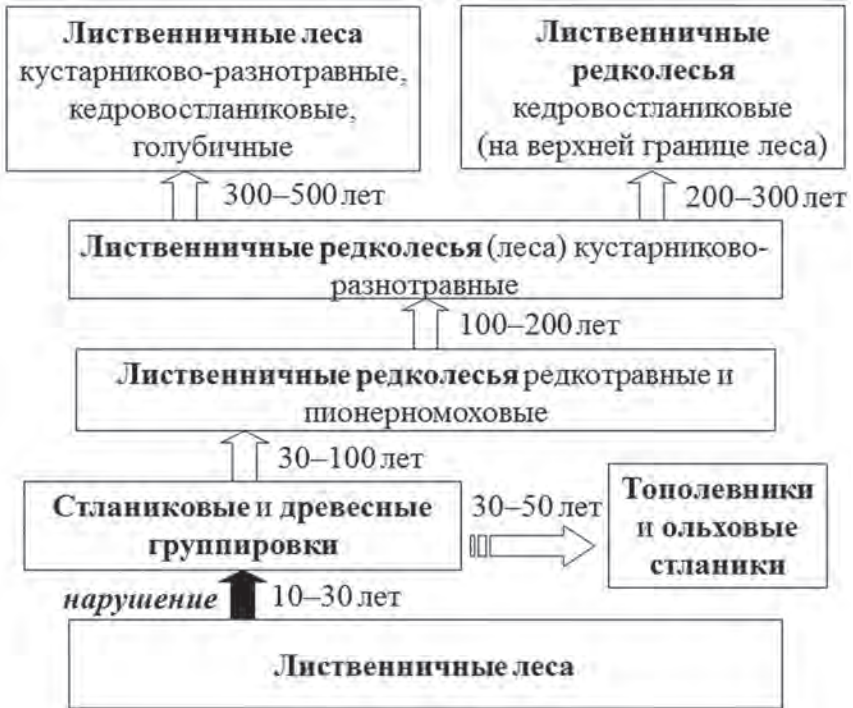 Лиственничные леса
кустарниково-разнотравные,
кедровостланиковые,
голубичные
Лиственничные
редколесья
кедровостланиковые
(на верхней границе леса)
300–500 лет
200–300 лет
Лиственничные редколесья (леса) кустарниково-
разнотравные
100–200 лет
Лиственничные редколесья редкотравные и
пионерномоховые
30–100 лет
Стланиковые и древесные
группировки
30–50 лет
Тополевники
и ольховые
стланики
нарушение
10–30 лет
Лиственничные леса